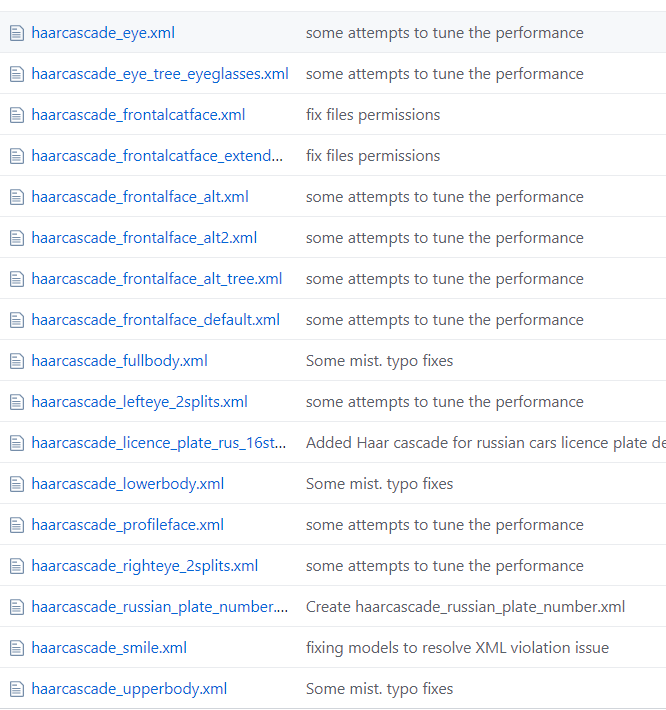 haarcascade_eye.xml some attempts to tune the performance
haarcascade_eye_tree_eyeglasses.xml some attempts to tune the performance
haarcascade_frontalcatface.xml fix files permissions
haarcascade_frontalcatface_extend... fix files permissions
haarcascade_frontalface_alt.xml some attempts to tune the performance
haarcascade_frontalface_alt2.xml some attempts to tune the performance
haarcascade_frontalface_alt_tree.xml some attempts to tune the performance
haarcascade_frontalface_default.xml some attempts to tune the performance
haarcascade_fullbody.xml Some mist. typo fixes
haarcascade_lefteye_2splits.xml some attempts to tune the performance
haarcascade_licence_plate_rus_16st... Added Haar cascade for russian cars licence plate de
haarcascade_lowerbody.xml Some mist. typo fixes
haarcascade_profileface.xml some attempts to tune the performance
haarcascade_righteye_2splits.xml some attempts to tune the performance
haarcascade_russian_plate_number.... Create haarcascade_russian_plate_number.xml
haarcascade_smile.xml fixing models to resolve XML violation issue
haarcascade_upperbody.xml Some mist. typo fixes